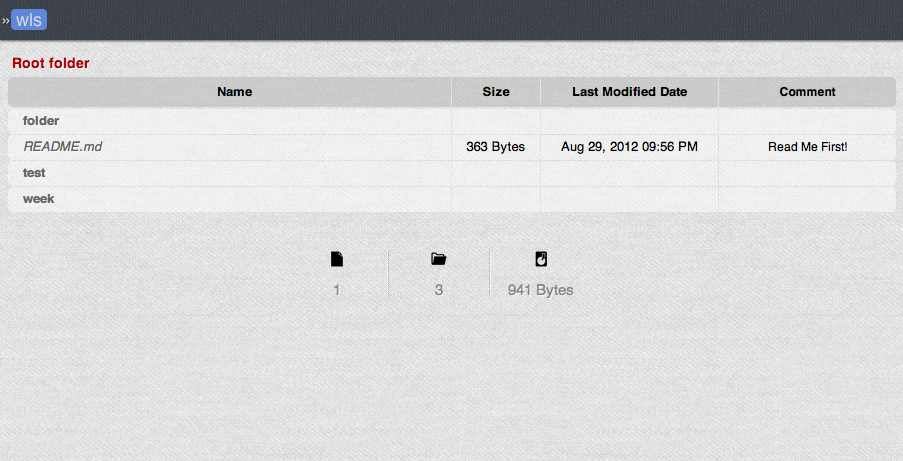 » wls
Root folder
Name Size Last Modified Date Comment
folder
README.md 363 Bytes Aug 29, 2012 09:56 PM Read Me First!
test
week
1 3 941 Bytes